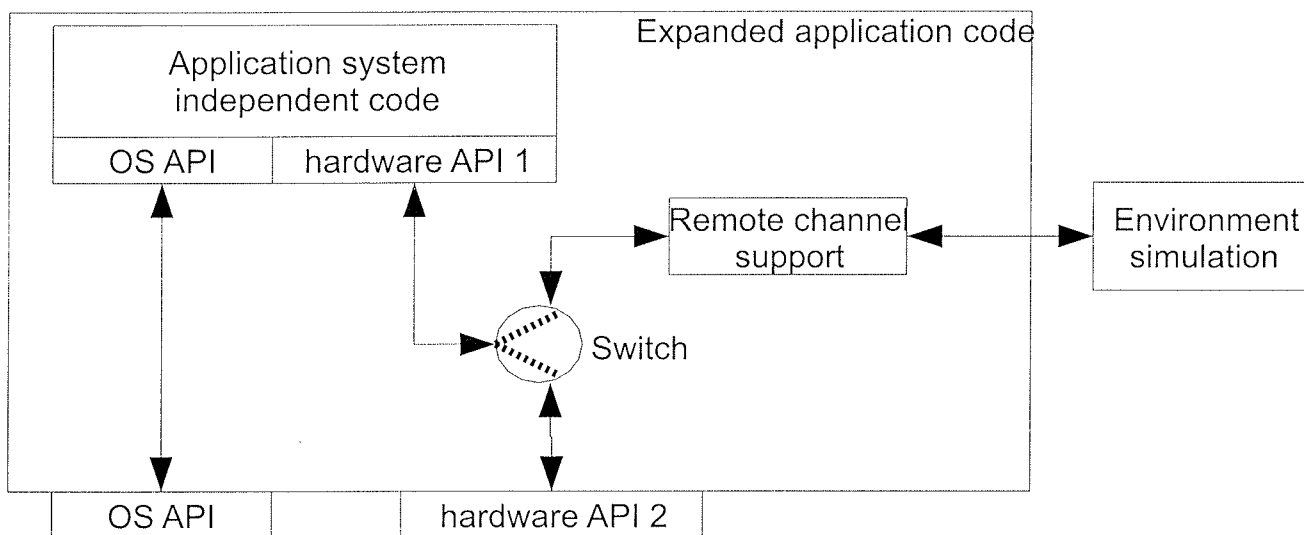 Expanded application code
Application system
independent code
OS API
hardware API 1
Remote channel
support
Environment
simulation
Switch
OS API
hardware API 2